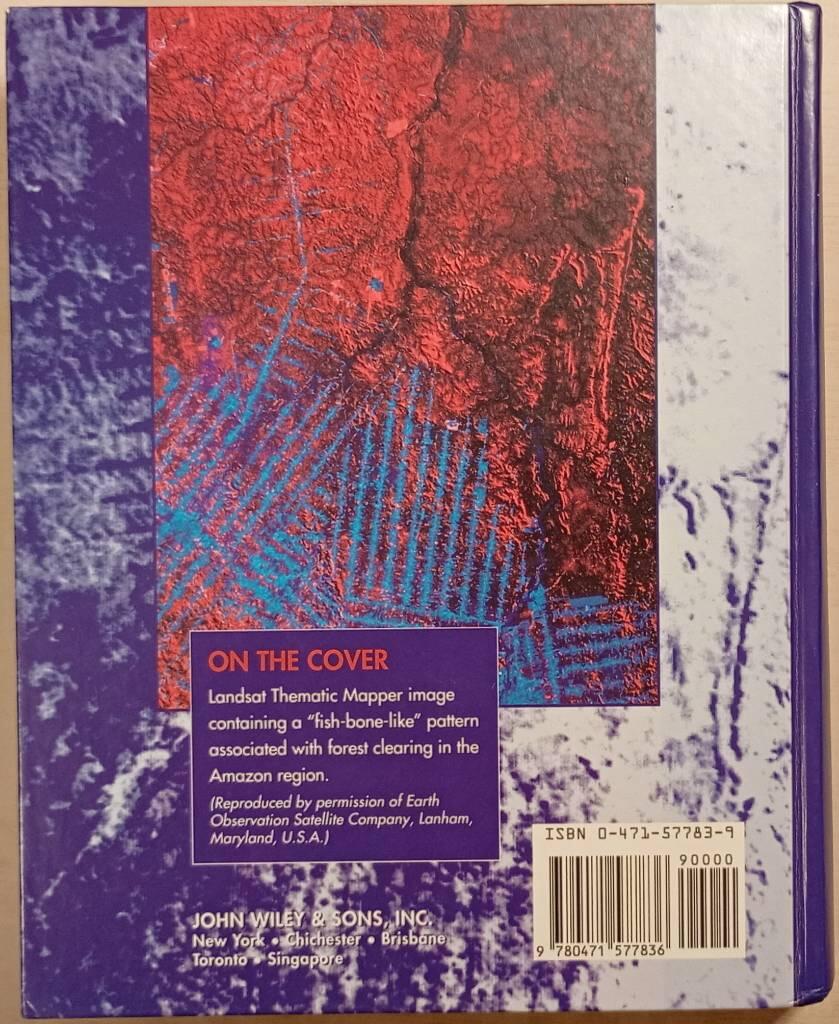 ON THE COVER
Landsat Thematic Mapper image
containing a "fish-bone-like" pattern
associated with forest clearing in the
Amazon region.
(Reproduced by permission of Earth
Observation Satellite Company, Lanham,
Maryland, U.S.A.)
ISBN 0-471-57783-9
90000
9 780471 577836
JOHN WILEY & SONS, INC.
New York • Chichester • Brisbane
Toronto • Singapore